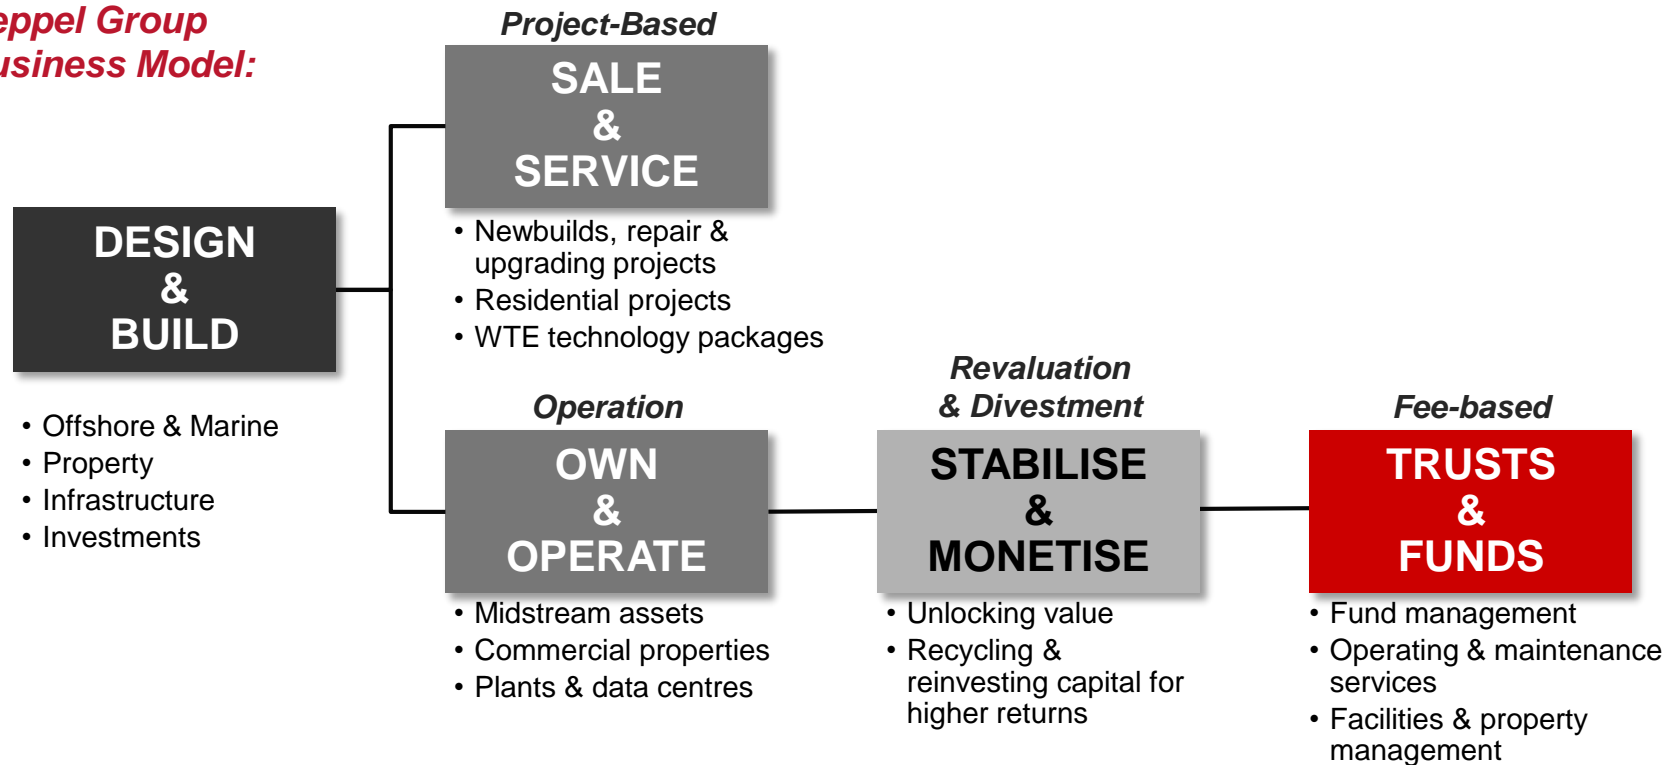 eppel Group
usiness Model:
Project-Based
SALE
&
SERVICE
• Newbuilds, repair &
upgrading projects
• Residential projects
• WTE technology packages
DESIGN
&
BUILD
• Offshore & Marine
• Property
• Infrastructure
• Investments
Operation
OWN
&
OPERATE
• Midstream assets
• Commercial properties
• Plants & data centres
Revaluation
& Divestment
STABILISE
&
MONETISE
• Unlocking value
• Recycling &
reinvesting capital for
higher returns
Fee-based
TRUSTS
&
FUNDS
• Fund management
• Operating & maintenance
services
• Facilities & property
management